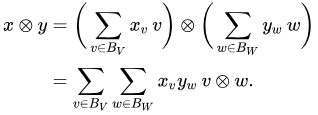 x ⊗ y = ( ∑_{v∈B_V} x_v v ) ⊗ ( ∑_{w∈B_W} y_w w )
= ∑_{v∈B_V} ∑_{w∈B_W} x_v y_w v ⊗ w.